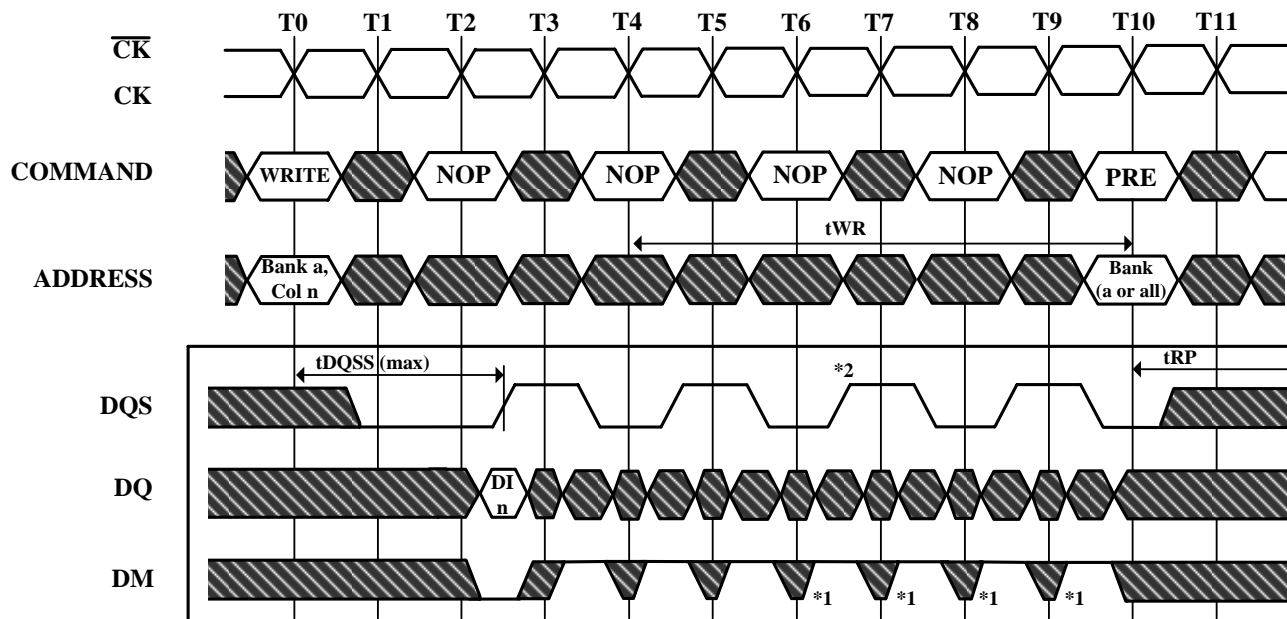 T0 T1 T2 T3 T4 T5 T6 T7 T8 T9 T10 T11
CK
CK
COMMAND WRITE NOP NOP NOP NOP PRE
tWR
ADDRESS Bank a, Bank
Col n (a or all)
tDQSS (max) *2 tRP
DQS
DQ DI
n
DM *1 *1 *1 *1